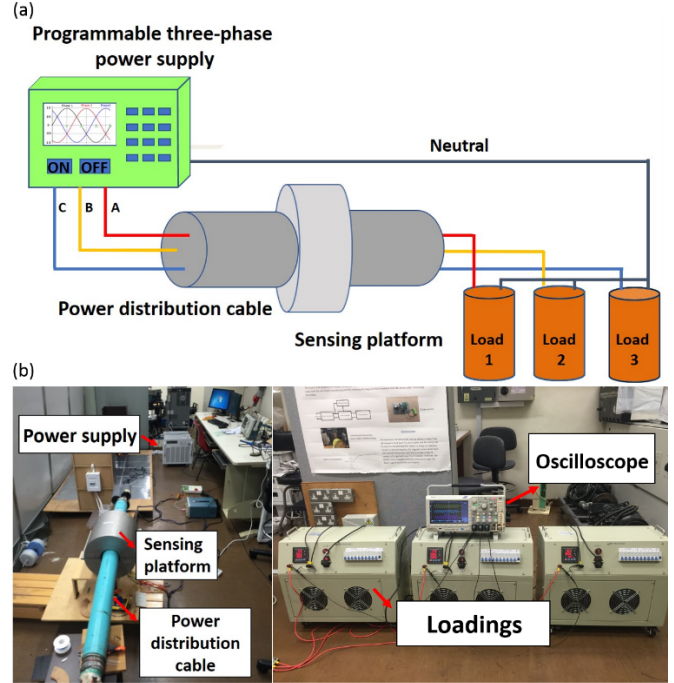 (a)
Programmable three-phase
power supply
ON OFF
C B A
Neutral
Power distribution cable
Sensing platform
Load
1
Load
2
Load
3
(b)
Power supply
Sensing
platform
Power
distribution
cable
Oscilloscope
Loadings